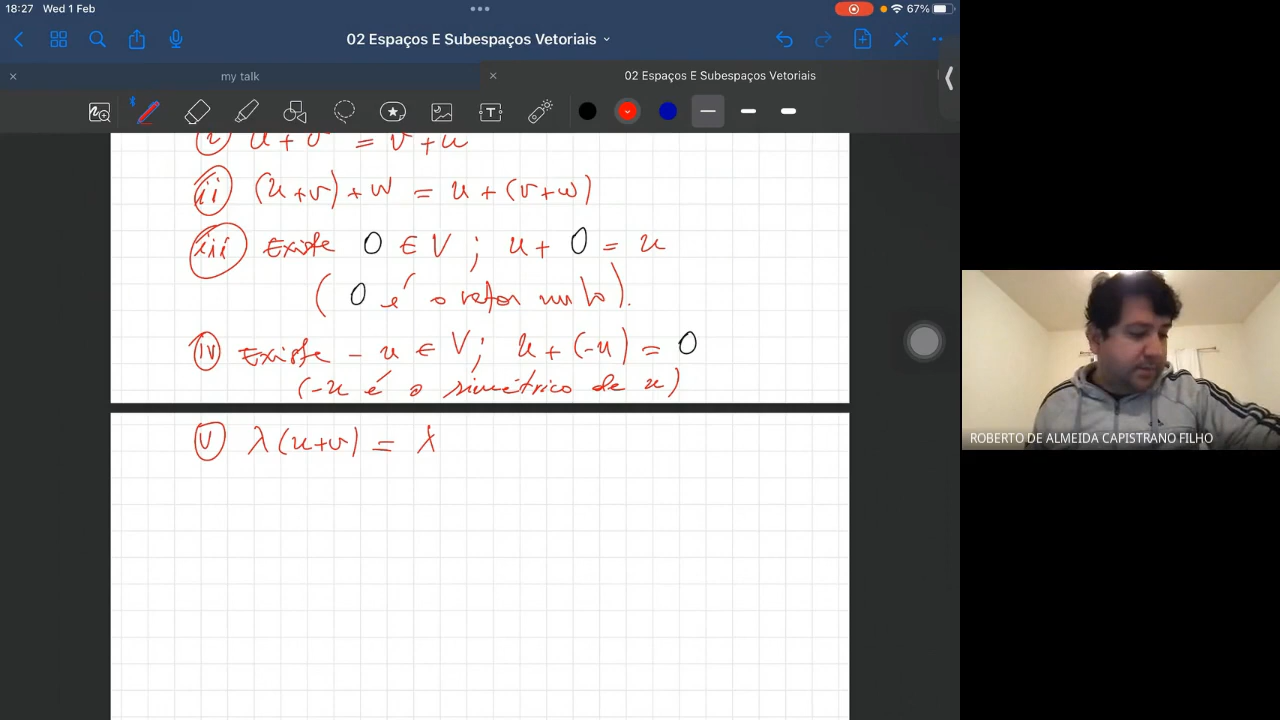 18:27 Wed 1 Feb
67%
02 Espaços E Subespaços Vetoriais
my talk
02 Espaços E Subespaços Vetoriais
T
i u + v = v + u
ii (u+v) + w = u + (v+w)
iii Existe 0 ∈ V ; u + 0 = u
( 0 é o vetor nulo ).
iv Existe - u ∈ V ; u + (-u) = 0
(-u é o simétrico de u)
v λ (u+v) = λ
ROBERTO DE ALMEIDA CAPISTRANO FILHO